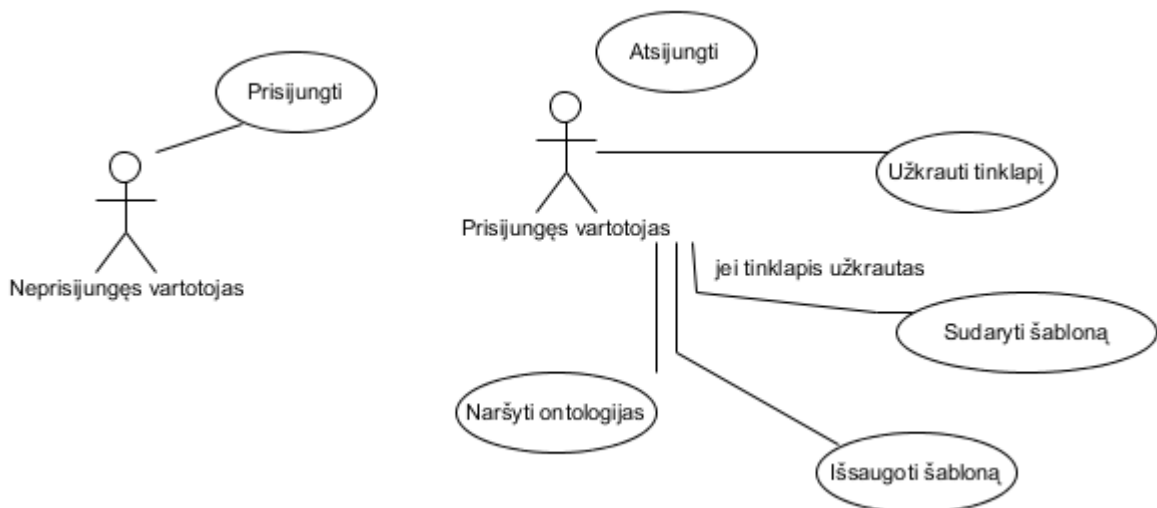 Atsijungti
Prisijungti
Užkrauti tinklapį
Prisijungęs vartotojas
jei tinklapis užkrautas
Neprisijungęs vartotojas
Sudaryti šabloną
Naršyti ontologijas
Išsaugoti šabloną